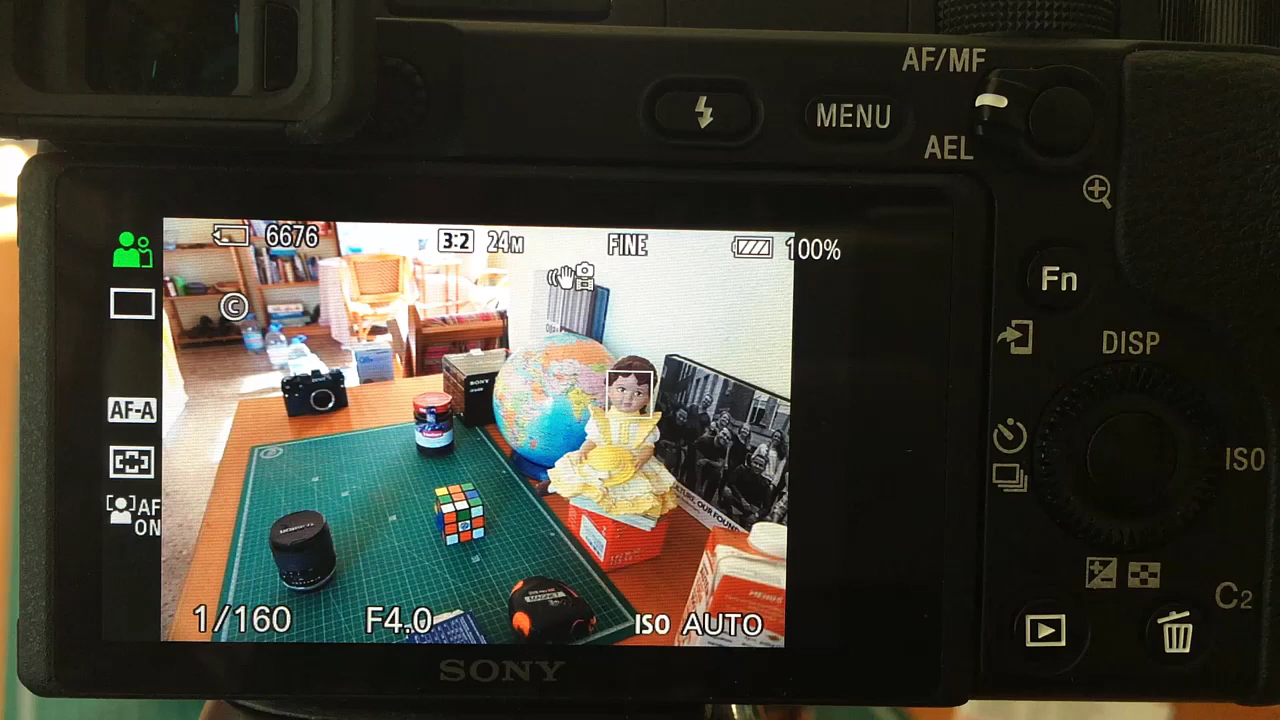 AF/MF
MENU
AEL
6676
3:2
24M
FINE
100%
©
Fn
DISP
SONY
AF-A
AF
ON
ISO
1/160
F4.0
ISO AUTO
C2
SONY